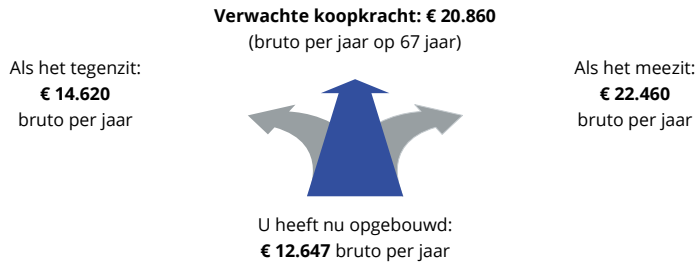 Verwachte koopkracht: € 20.860
(bruto per jaar op 67 jaar)
Als het tegenzit:
€ 14.620
bruto per jaar
Als het meezit:
€ 22.460
bruto per jaar
U heeft nu opgebouwd:
€ 12.647 bruto per jaar